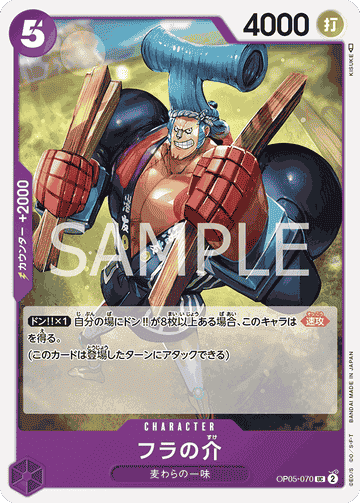 5
4000
打
KISUKE
カウンター +2000
SAMPLE
ドン!!×1 自分の場にドン!!が8枚以上ある場合、このキャラは 速攻
を得る。
(このカードは登場したターンにアタックできる)
BANDAI MADE IN JAPAN
©E.O/S ©E.O./S・F・T
CHARACTER
フラの介
麦わらの一味
OP05-070 UC 2